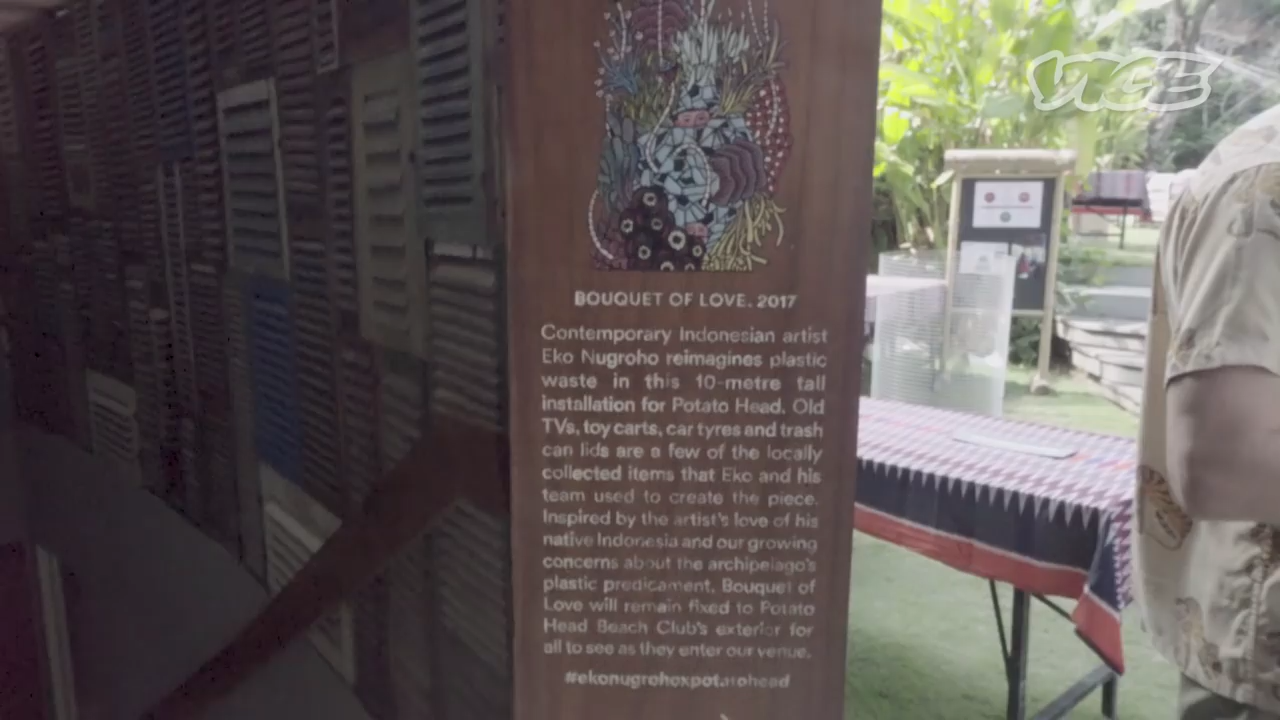 VICE
BOUQUET OF LOVE. 2017
Contemporary Indonesian artist
Eko Nugroho reimagines plastic
waste in this 10-metre tall
installation for Potato Head. Old
TVs, toy carts, car tyres and trash
can lids are a few of the locally
collected items that Eko and his
team used to create the piece.
Inspired by the artist's love of his
native Indonesia and our growing
concerns about the archipelago's
plastic predicament, Bouquet of
Love will remain fixed to Potato
Head Beach Club's exterior for
all to see as they enter our venue.
#ekonugrohoxpotatohead